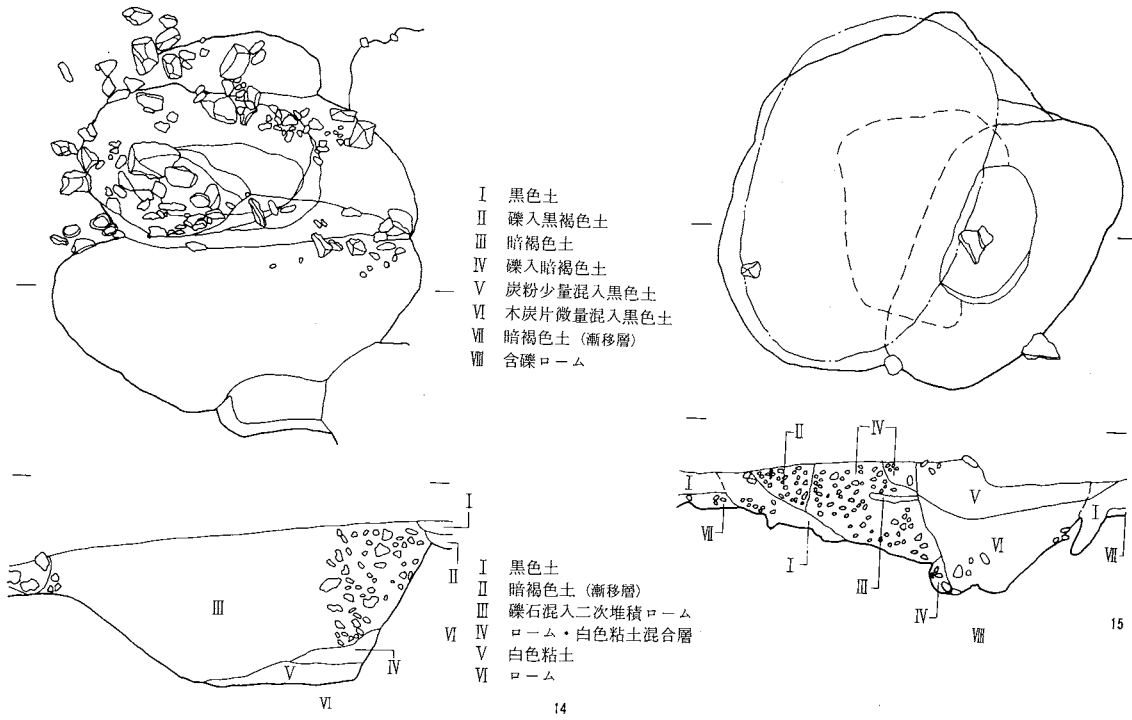 Ⅰ 黒色土
Ⅱ 礫入黒褐色土
Ⅲ 暗褐色土
Ⅳ 礫入暗褐色土
Ⅴ 炭粉少量混入黒色土
Ⅵ 木炭片微量混入黒色土
Ⅶ 暗褐色土（漸移層）
Ⅷ 含礫ローム
Ⅱ
Ⅳ
Ⅰ
Ⅴ
Ⅰ
Ⅶ
Ⅵ
Ⅶ
Ⅰ
Ⅲ
Ⅳ
Ⅷ
15
Ⅰ
Ⅱ
Ⅲ
Ⅵ
Ⅳ
Ⅴ
Ⅵ
Ⅰ 黒色土
Ⅱ 暗褐色土（漸移層）
Ⅲ 礫石混入二次堆積ローム
Ⅳ ローム・白色粘土混合層
Ⅴ 白色粘土
Ⅵ ローム
14